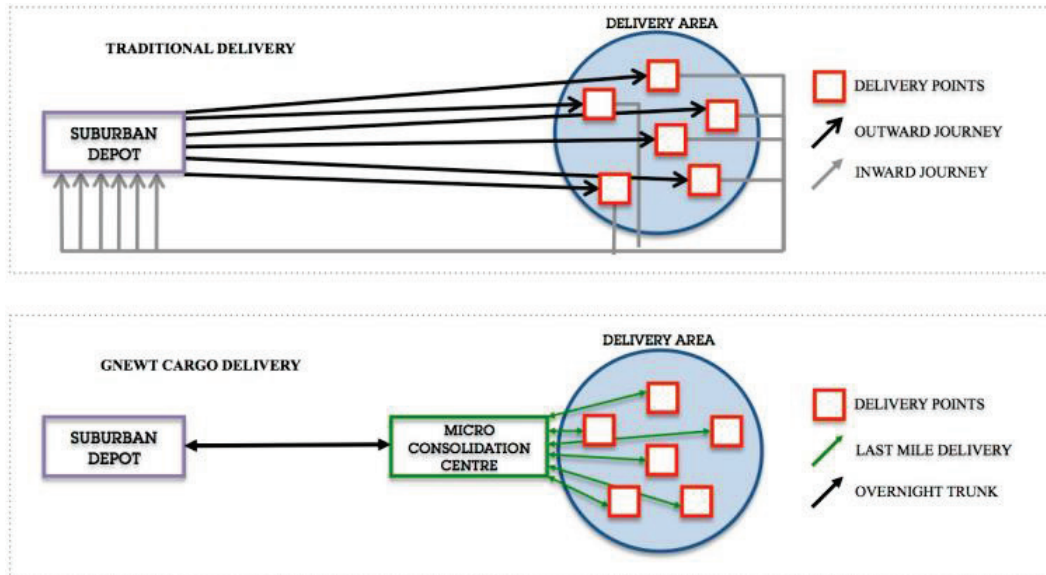 DELIVERY AREA
TRADITIONAL DELIVERY
SUBURBAN
DEPOT
DELIVERY POINTS
OUTWARD JOURNEY
INWARD JOURNEY
DELIVERY AREA
GNEWT CARGO DELIVERY
SUBURBAN
DEPOT
MICRO
CONSOLIDATION
CENTRE
DELIVERY POINTS
LAST MILE DELIVERY
OVERNIGHT TRUNK